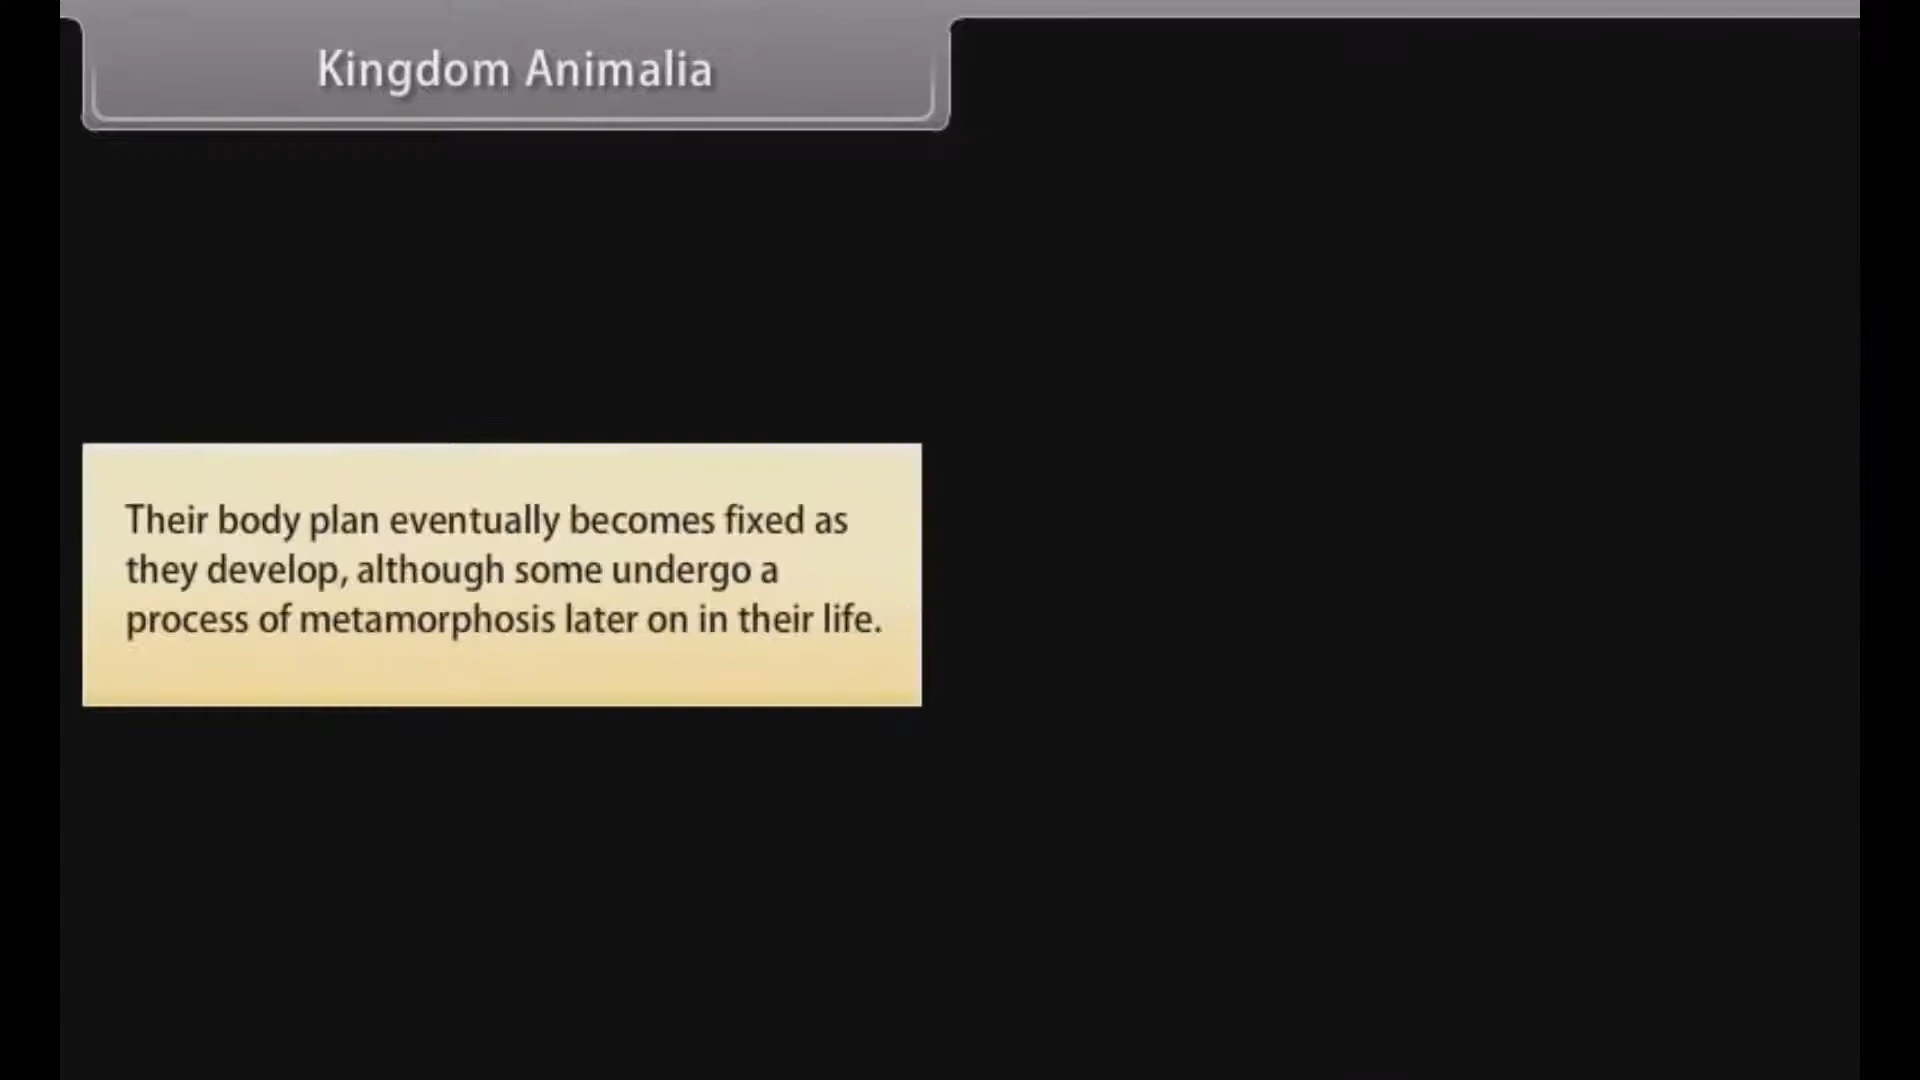 Kingdom Animalia
Their body plan eventually becomes fixed as
they develop, although some undergo a
process of metamorphosis later on in their life.